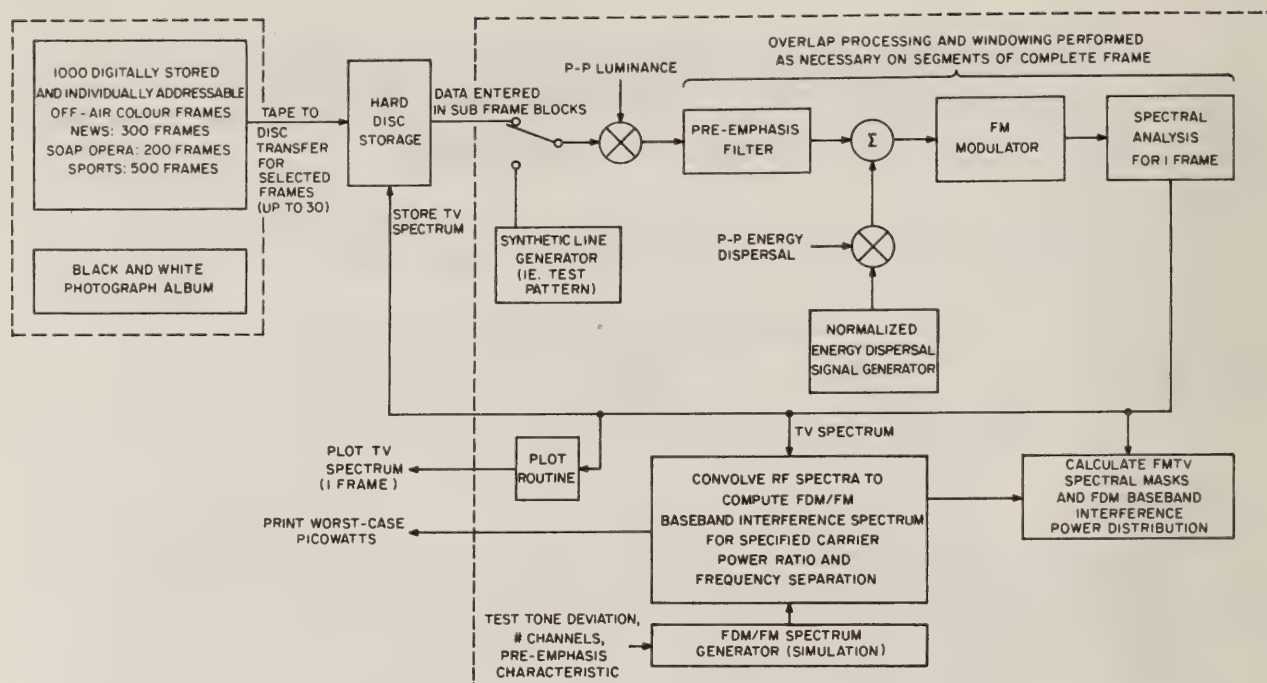 1000 DIGITALLY STORED
AND INDIVIDUALLY ADDRESSABLE
OFF-AIR COLOUR FRAMES
NEWS: 300 FRAMES
SOAP OPERA: 200 FRAMES
SPORTS: 500 FRAMES
BLACK AND WHITE
PHOTOGRAPH ALBUM
TAPE TO
DISC
TRANSFER
FOR
SELECTED
FRAMES
(UP TO 30)
HARD
DISC
STORAGE
STORE TV
SPECTRUM
DATA ENTERED
IN SUB FRAME BLOCKS
SYNTHETIC LINE
GENERATOR
(IE. TEST
PATTERN)
P-P LUMINANCE
OVERLAP PROCESSING AND WINDOWING PERFORMED
AS NECESSARY ON SEGMENTS OF COMPLETE FRAME
PRE-EMPHASIS
FILTER
Σ
FM
MODULATOR
SPECTRAL
ANALYSIS
FOR 1 FRAME
P-P ENERGY
DISPERSAL
NORMALIZED
ENERGY DISPERSAL
SIGNAL GENERATOR
PLOT TV
SPECTRUM
(1 FRAME)
PLOT
ROUTINE
TV SPECTRUM
PRINT WORST-CASE
PICOWATTS
CONVOLVE RF SPECTRA TO
COMPUTE FDM/FM
BASEBAND INTERFERENCE SPECTRUM
FOR SPECIFIED CARRIER
POWER RATIO AND
FREQUENCY SEPARATION
CALCULATE FMTV
SPECTRAL MASKS
AND FDM BASEBAND
INTERFERENCE
POWER DISTRIBUTION
TEST TONE DEVIATION,
# CHANNELS,
PRE-EMPHASIS
CHARACTERISTIC
FDM/FM SPECTRUM
GENERATOR (SIMULATION)